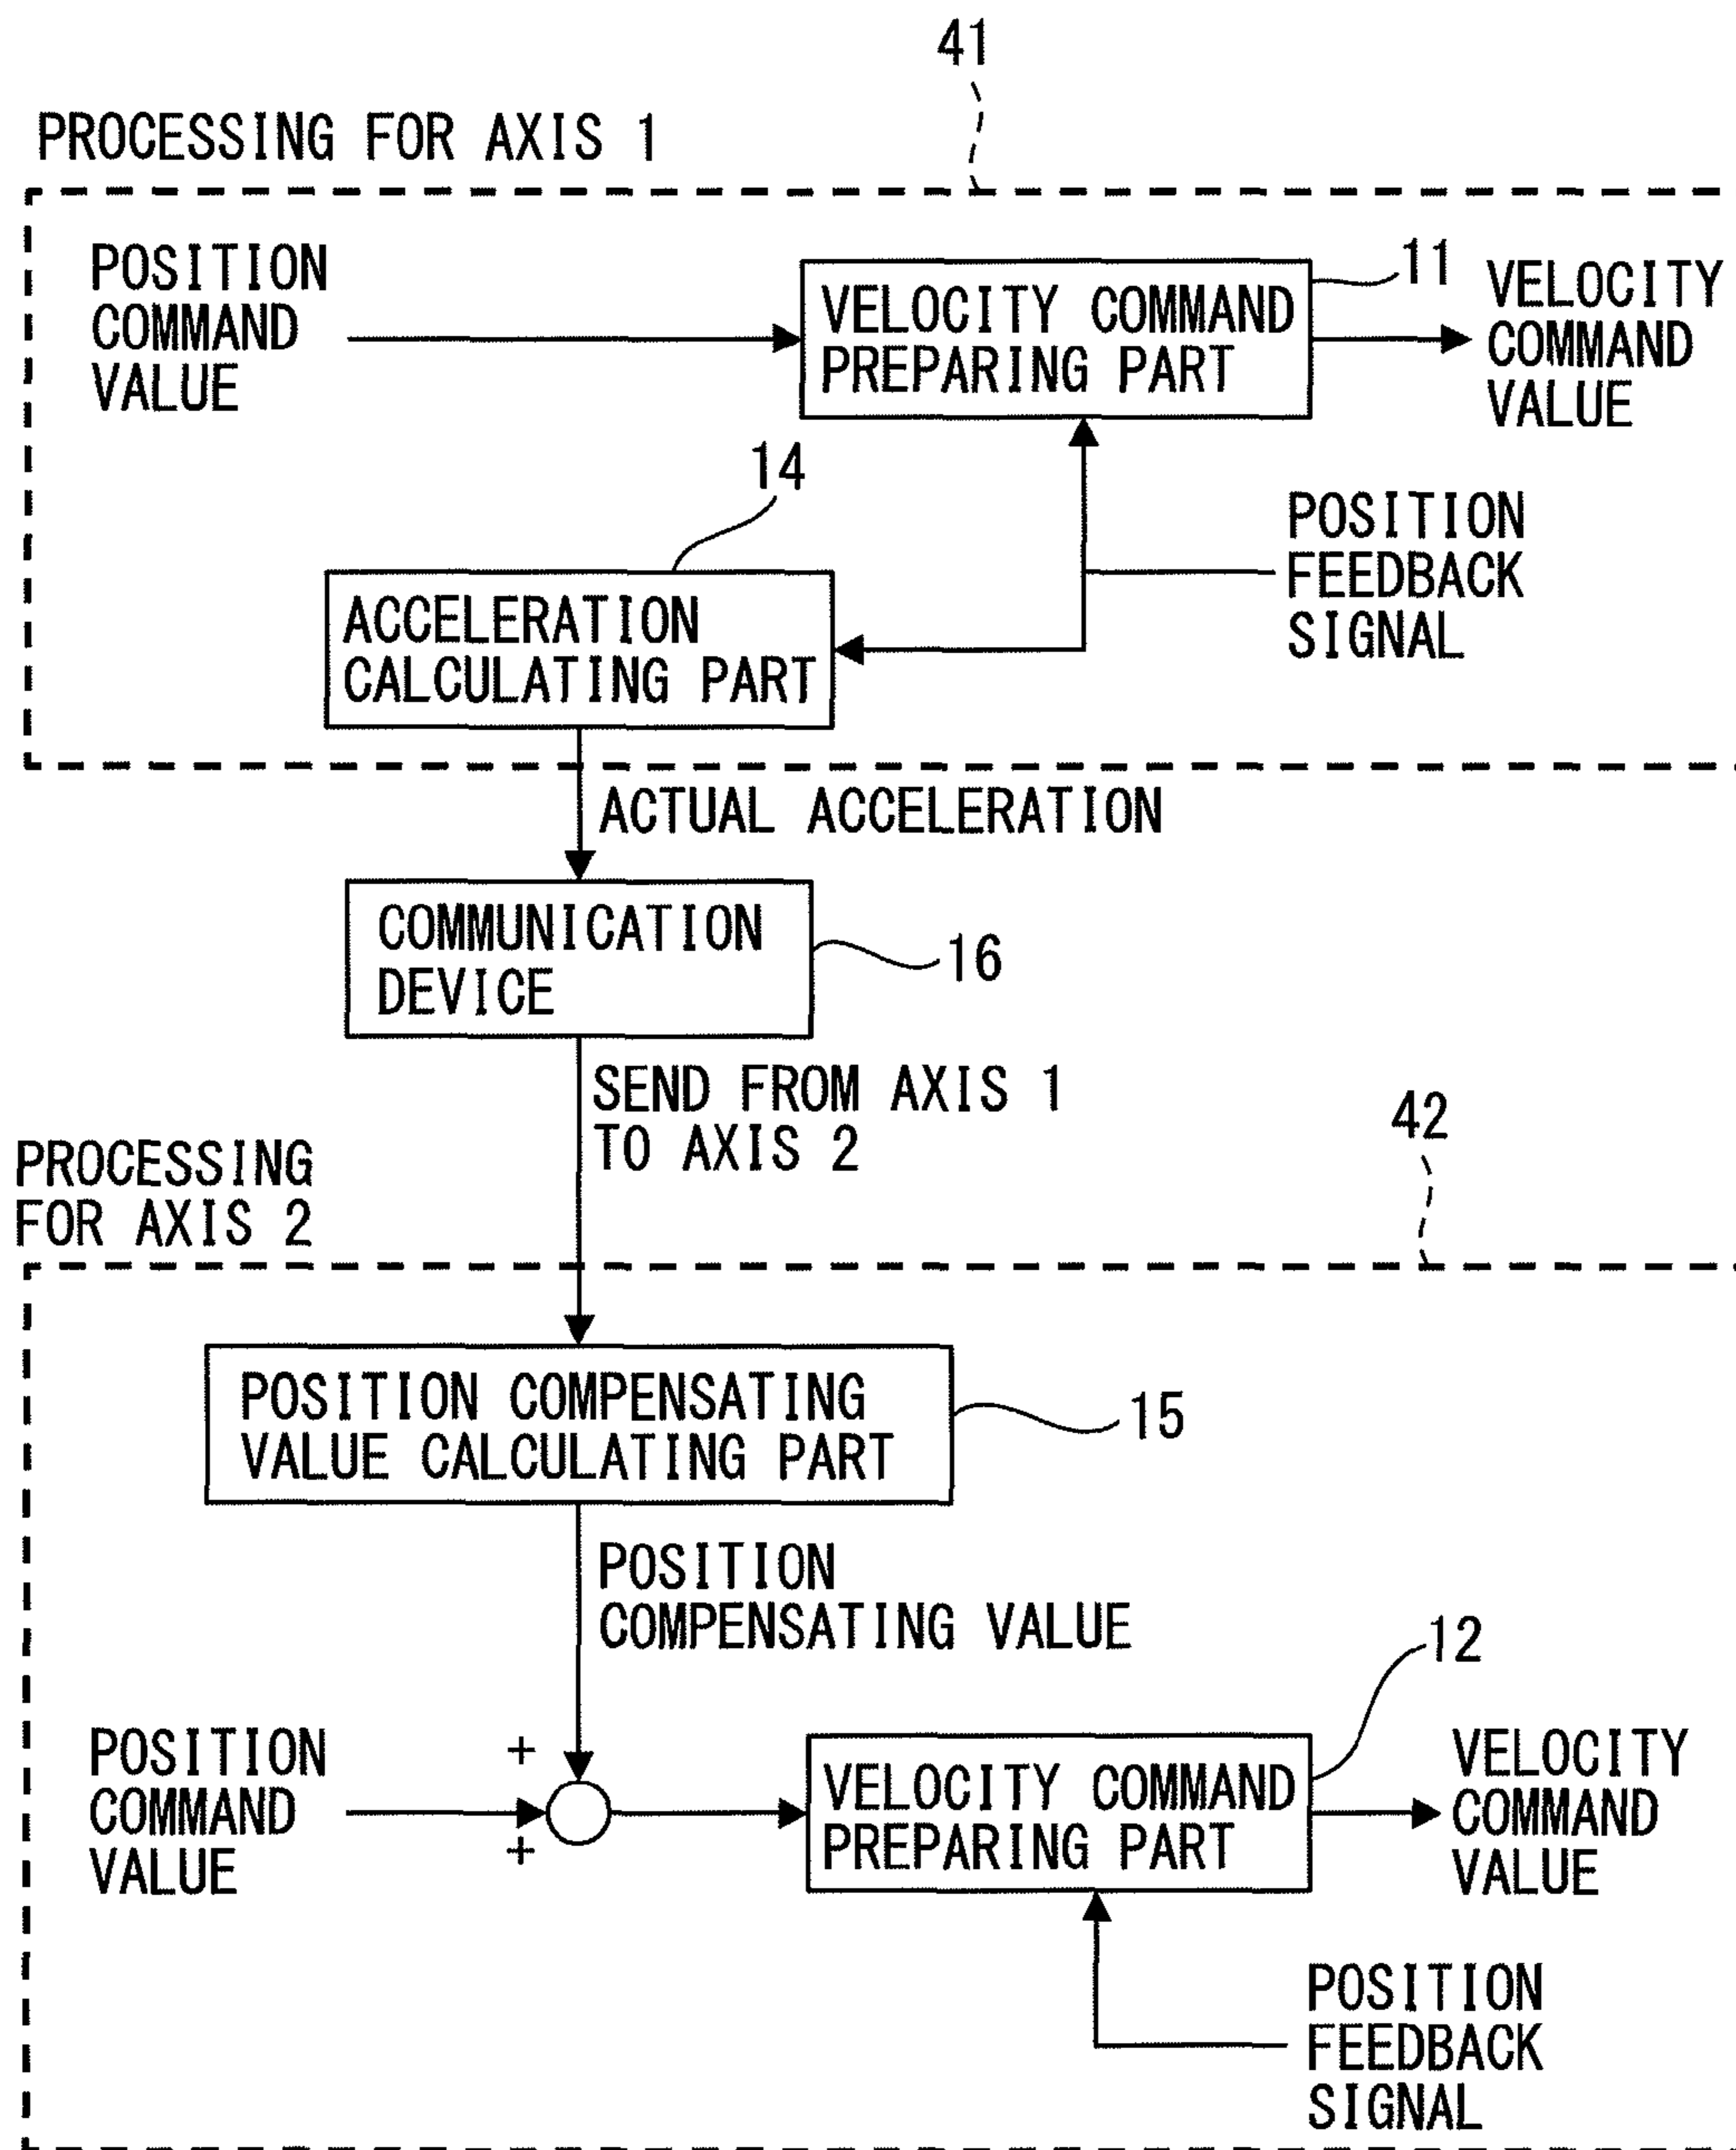 41
PROCESSING FOR AXIS 1
POSITION
COMMAND
VALUE
VELOCITY COMMAND
PREPARING PART
11
VELOCITY
COMMAND
VALUE
14
POSITION
FEEDBACK
SIGNAL
ACCELERATION
CALCULATING PART
ACTUAL ACCELERATION
COMMUNICATION
DEVICE
16
SEND FROM AXIS 1
TO AXIS 2
42
PROCESSING
FOR AXIS 2
POSITION COMPENSATING
VALUE CALCULATING PART
15
POSITION
COMPENSATING VALUE
12
POSITION
COMMAND
VALUE
+
+
VELOCITY COMMAND
PREPARING PART
VELOCITY
COMMAND
VALUE
POSITION
FEEDBACK
SIGNAL